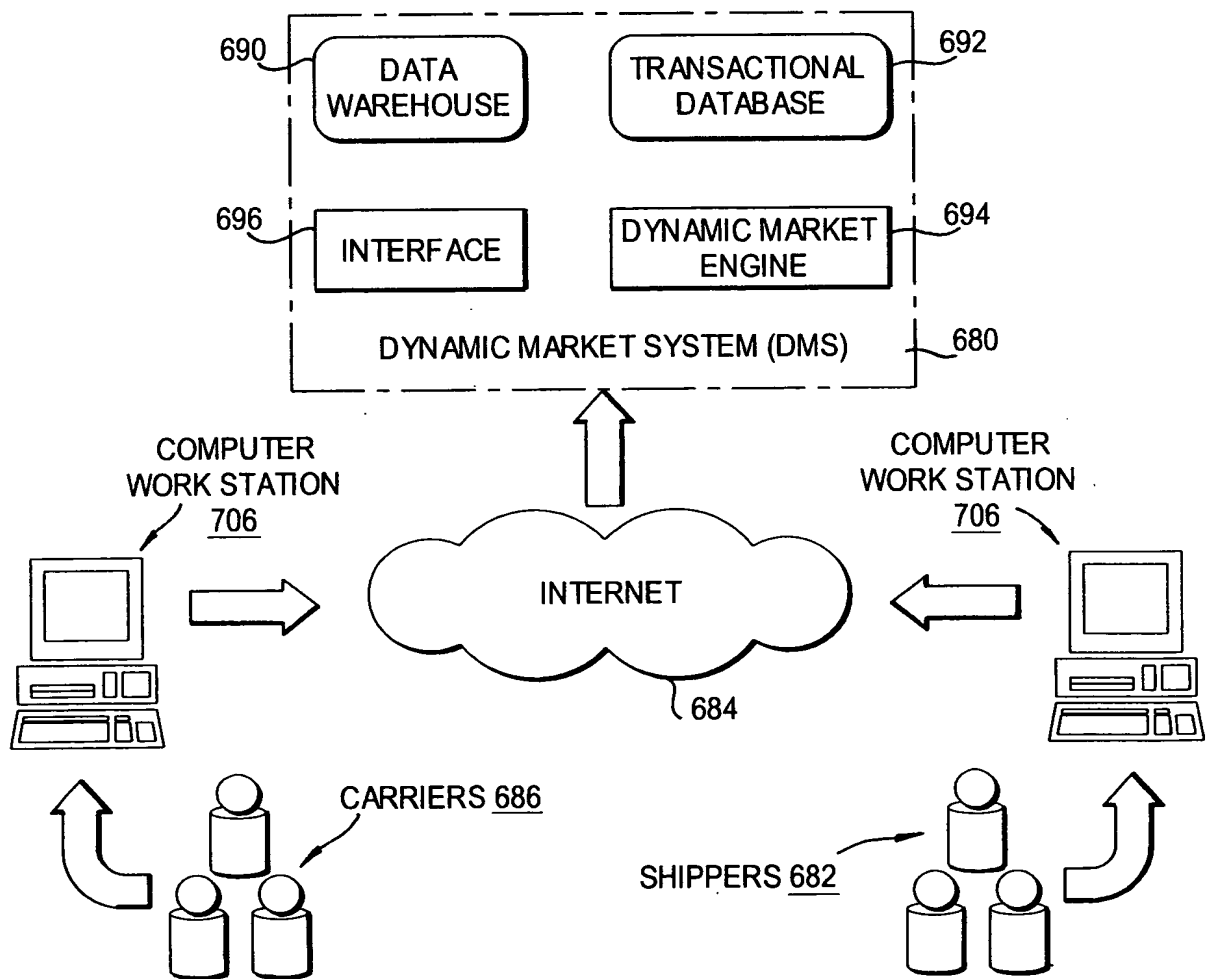 690
DATA
WAREHOUSE
TRANSACTIONAL
DATABASE
692
696
INTERFACE
DYNAMIC MARKET
ENGINE
694
DYNAMIC MARKET SYSTEM (DMS)
680
COMPUTER
WORK STATION
706
COMPUTER
WORK STATION
706
INTERNET
684
CARRIERS 686
SHIPPERS 682